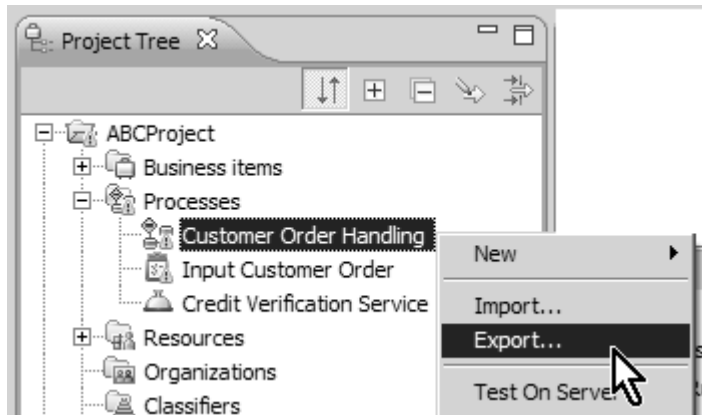 Project Tree
ABCProject
Business items
Processes
Customer Order Handling
Input Customer Order
Credit Verification Service
Resources
Organizations
Classifiers
New
Import...
Export...
Test On Server